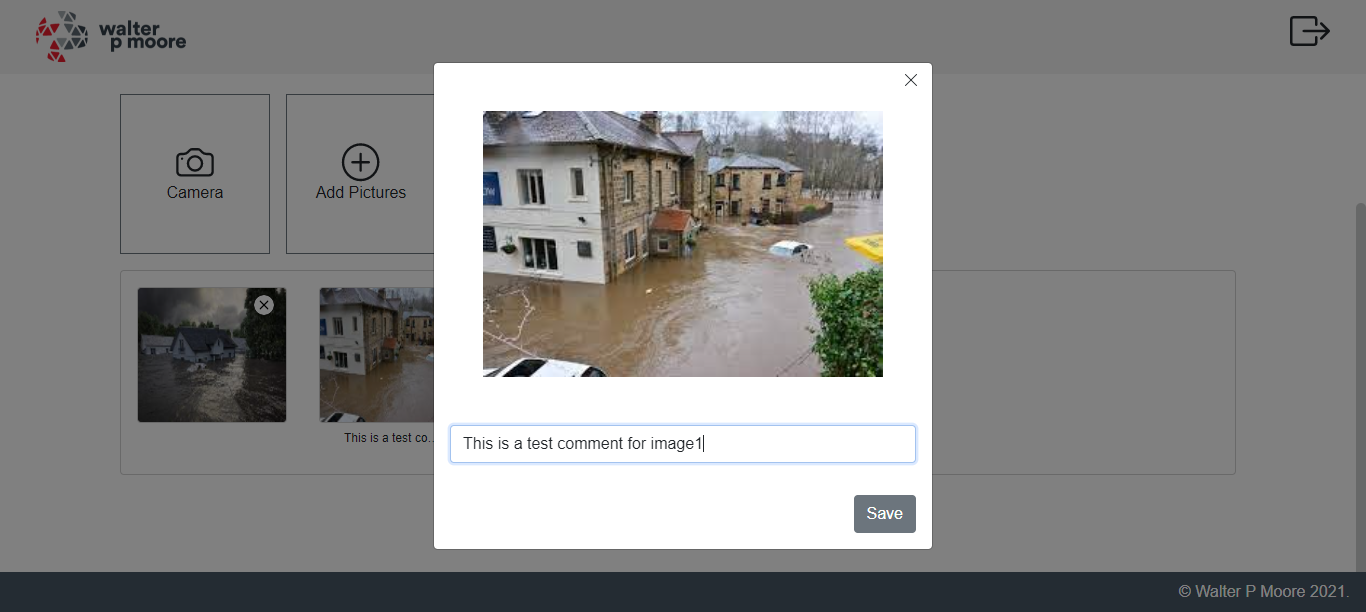 walter
p moore
Camera
Add Pictures
This is a test co...
This is a test comment for image1
Save
© Walter P Moore 2021.